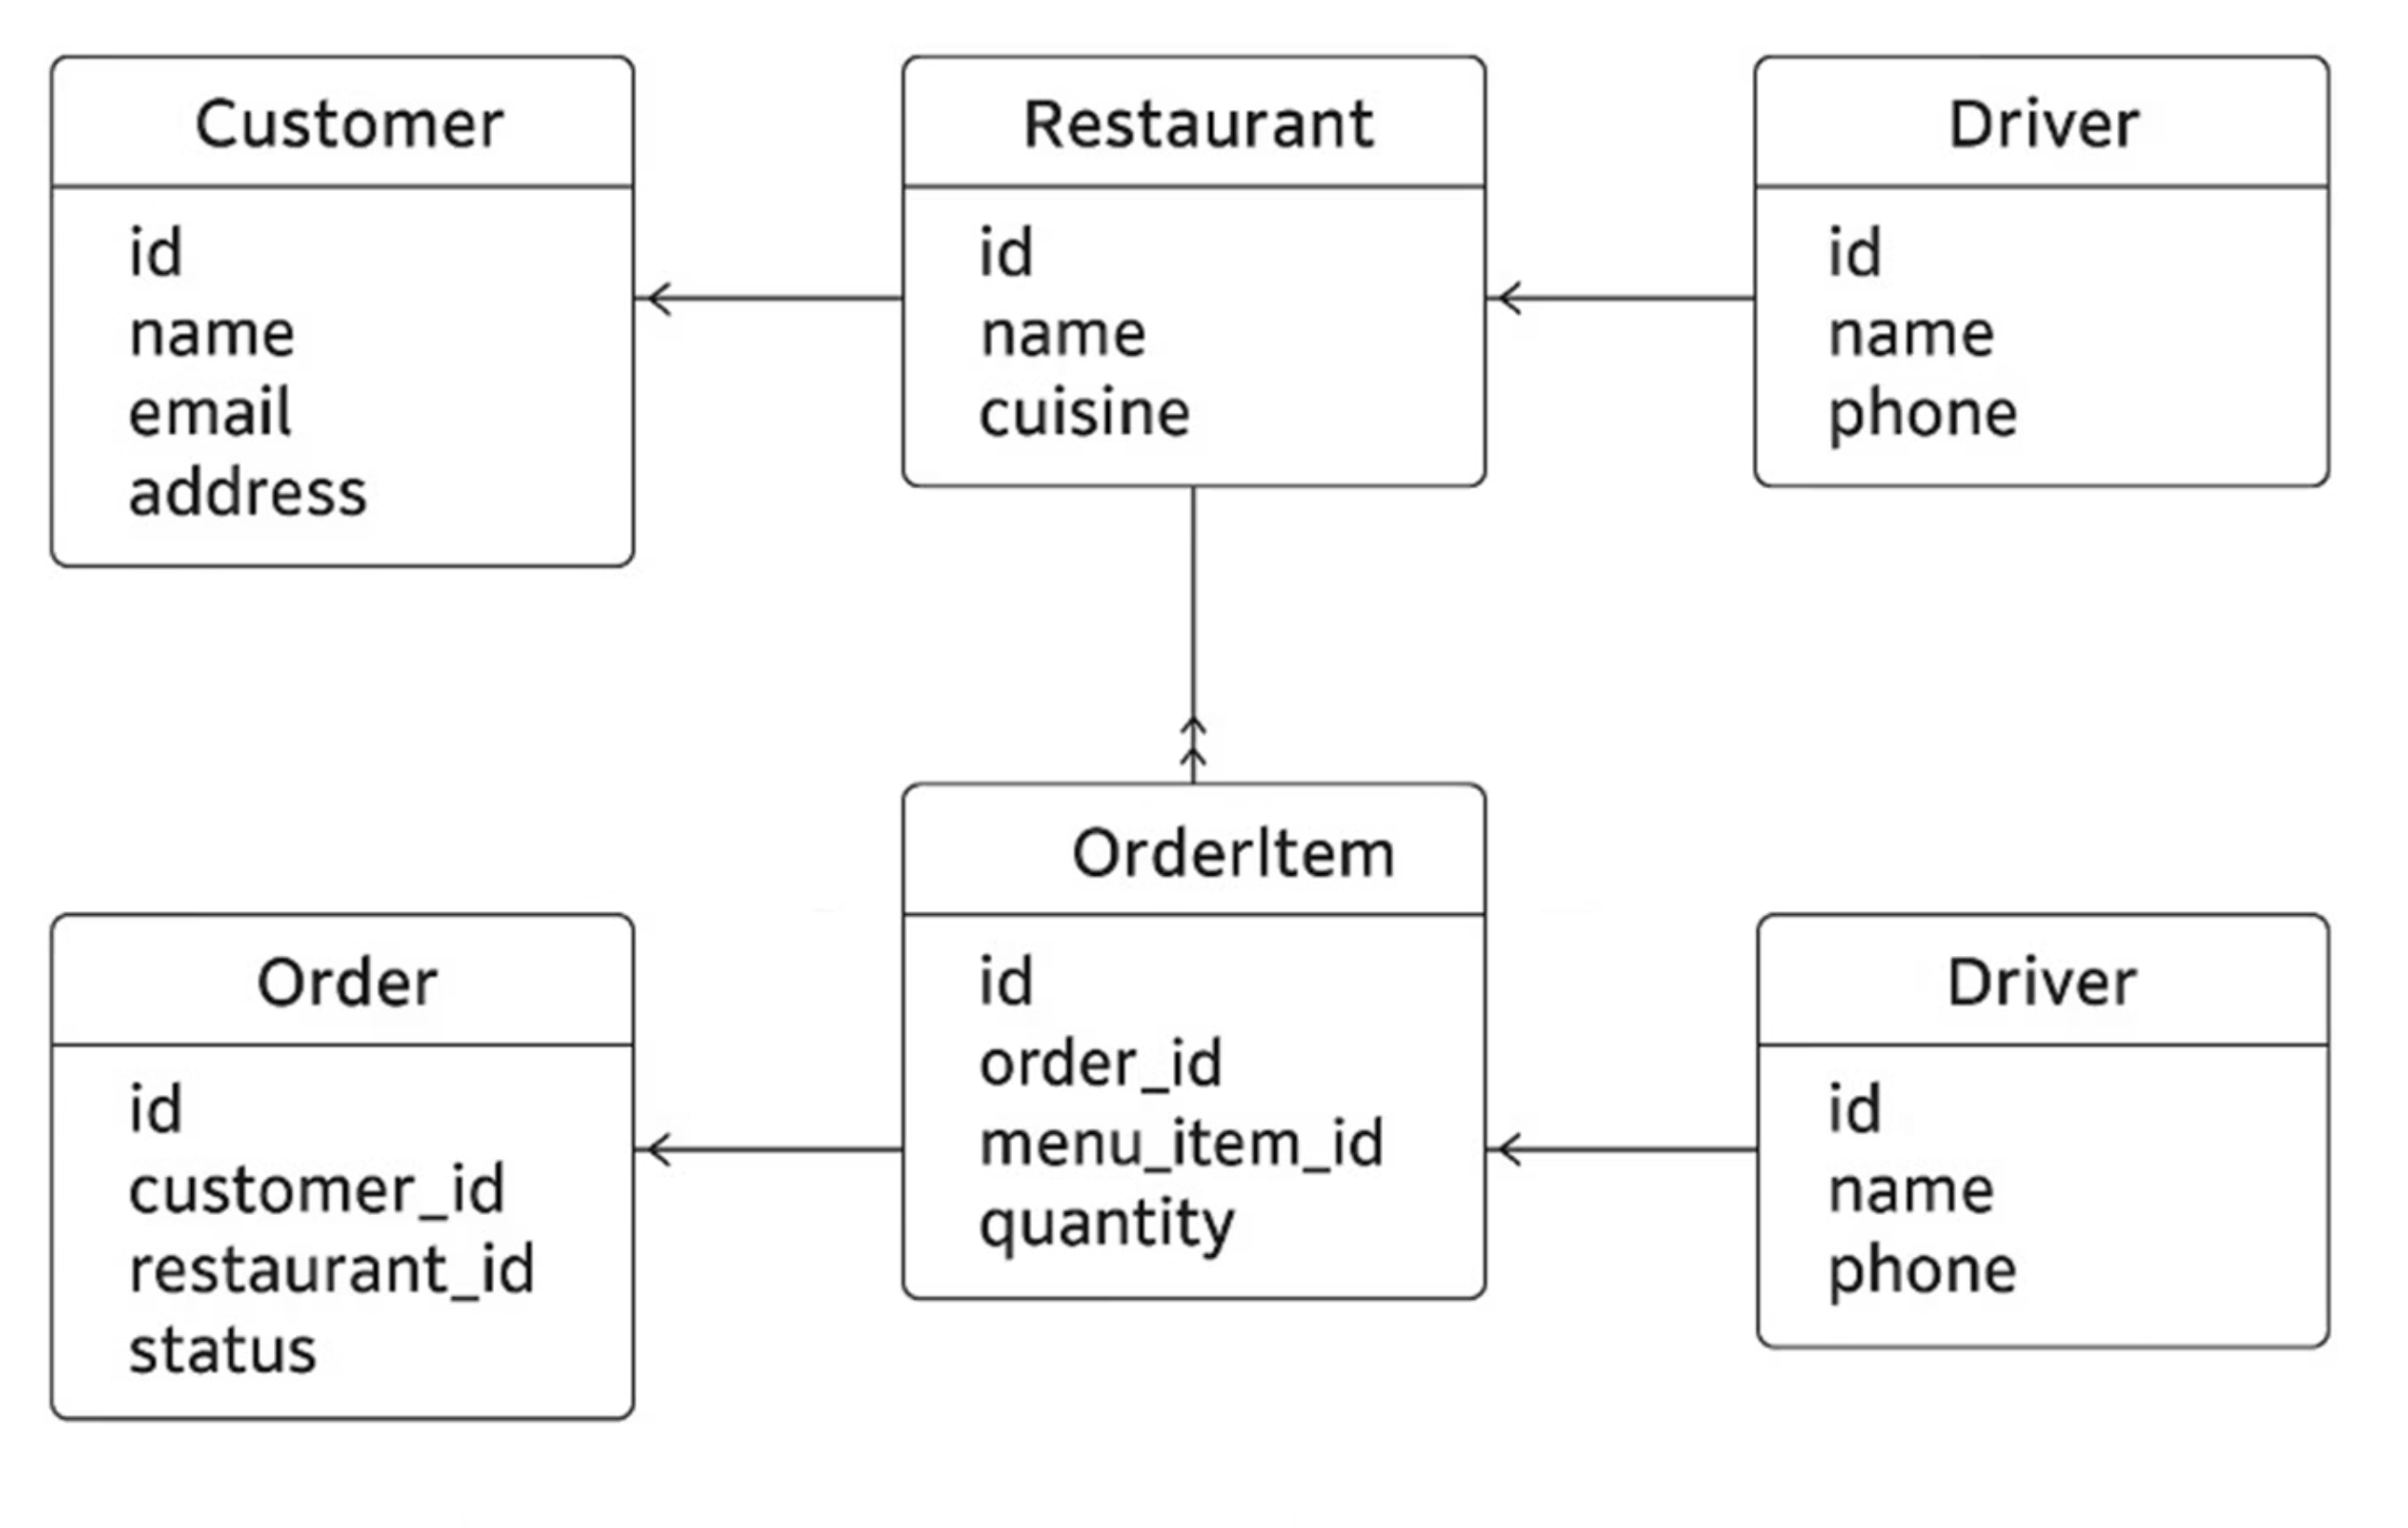 Customer
id
name
email
address
Restaurant
id
name
cuisine
Driver
id
name
phone
Order
id
customer_id
restaurant_id
status
OrderItem
id
order_id
menu_item_id
quantity
Driver
id
name
phone